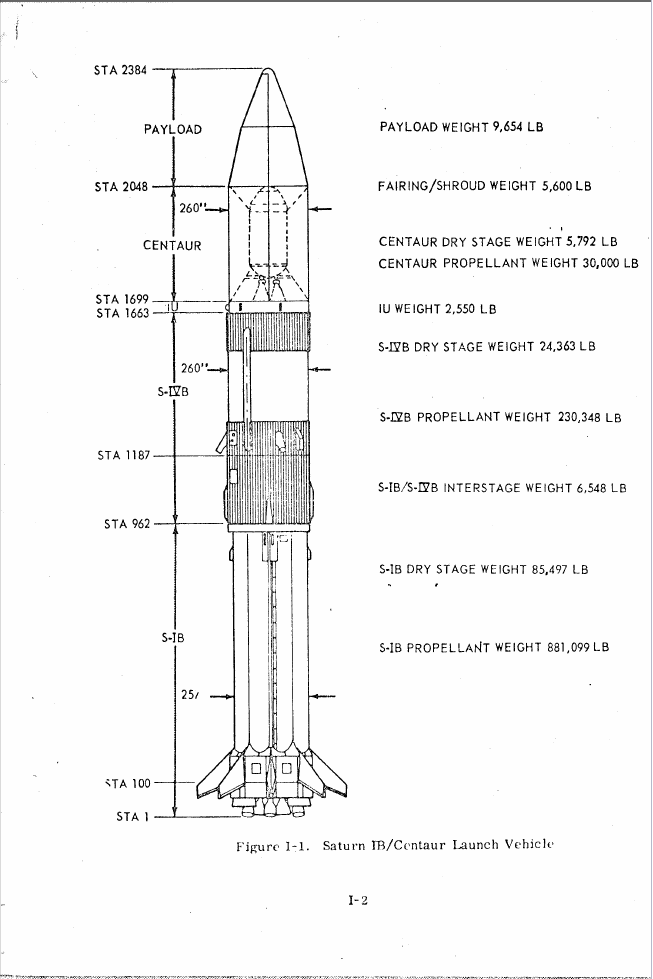 STA 2384
PAYLOAD
PAYLOAD WEIGHT 9,654 LB
STA 2048
FAIRING/SHROUD WEIGHT 5,600 LB
260"
CENTAUR
CENTAUR DRY STAGE WEIGHT 5,792 LB
CENTAUR PROPELLANT WEIGHT 30,000 LB
STA 1699
IU
IU WEIGHT 2,550 LB
STA 1663
S-IVB DRY STAGE WEIGHT 24,363 LB
260"
S-IVB
S-IVB PROPELLANT WEIGHT 230,348 LB
STA 1187
S-IB/S-IVB INTERSTAGE WEIGHT 6,548 LB
STA 962
S-IB DRY STAGE WEIGHT 85,497 LB
S-IB
S-IB PROPELLANT WEIGHT 881,099 LB
STA 100
STA 1
Figure I-1. Saturn IB/Centaur Launch Vehicle
I-2